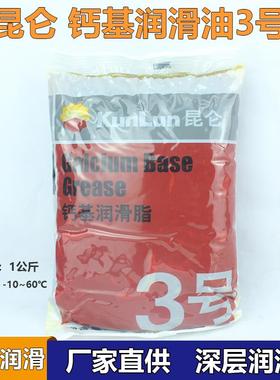 昆仑 钙基润滑油3号
KunLun 昆仑
Calcium Base
Grease
钙基润滑脂
1公斤
-10~60℃
3号
润滑 厂家直供 深层润